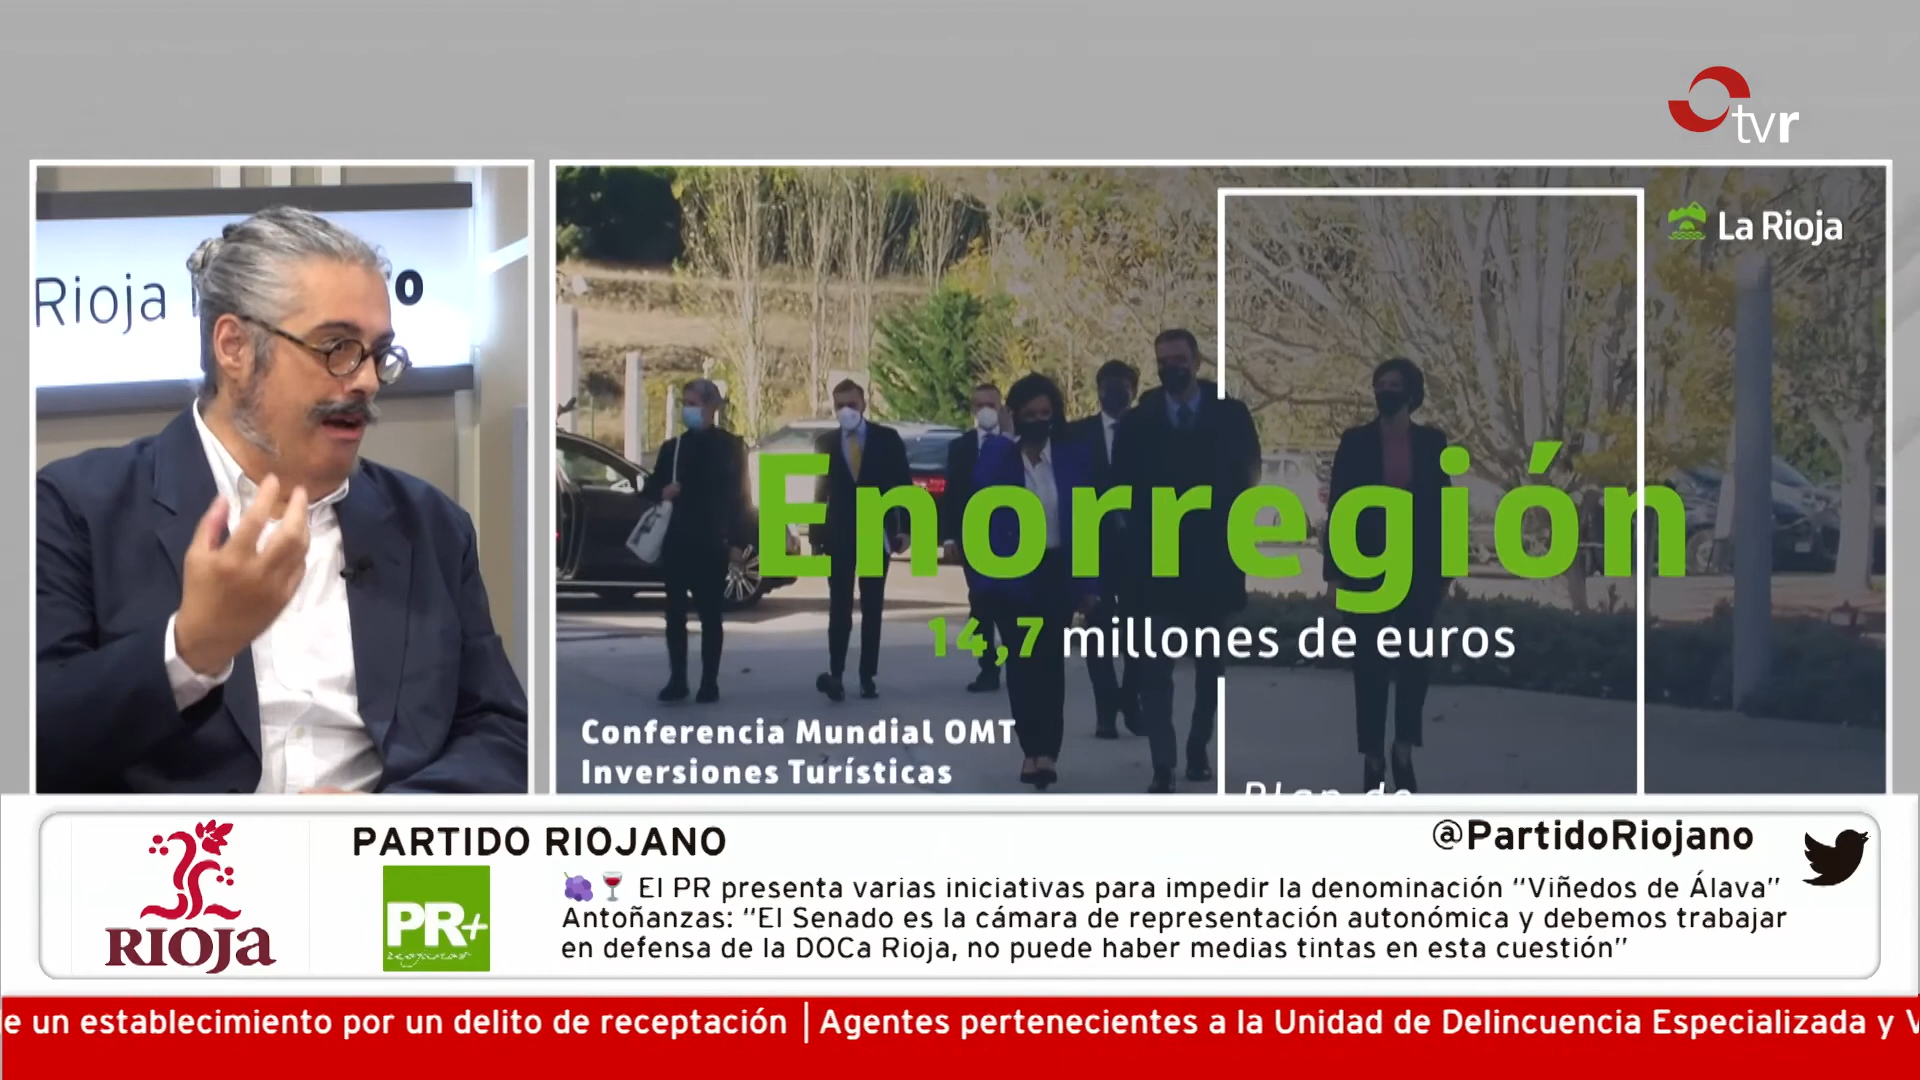 tvr
Rioja
o
La Rioja
Enorregión
14,7 millones de euros
Conferencia Mundial OMT
Inversiones Turísticas
Plan de
RIOJa
PARTIDO RIOJANO
@PartidoRiojano
PR+
riojanos
El PR presenta varias iniciativas para impedir la denominación “Viñedos de Álava”
Antoñanzas: “El Senado es la cámara de representación autonómica y debemos trabajar
en defensa de la DOCa Rioja, no puede haber medias tintas en esta cuestión”
e un establecimiento por un delito de receptación | Agentes pertenecientes a la Unidad de Delincuencia Especializada y V